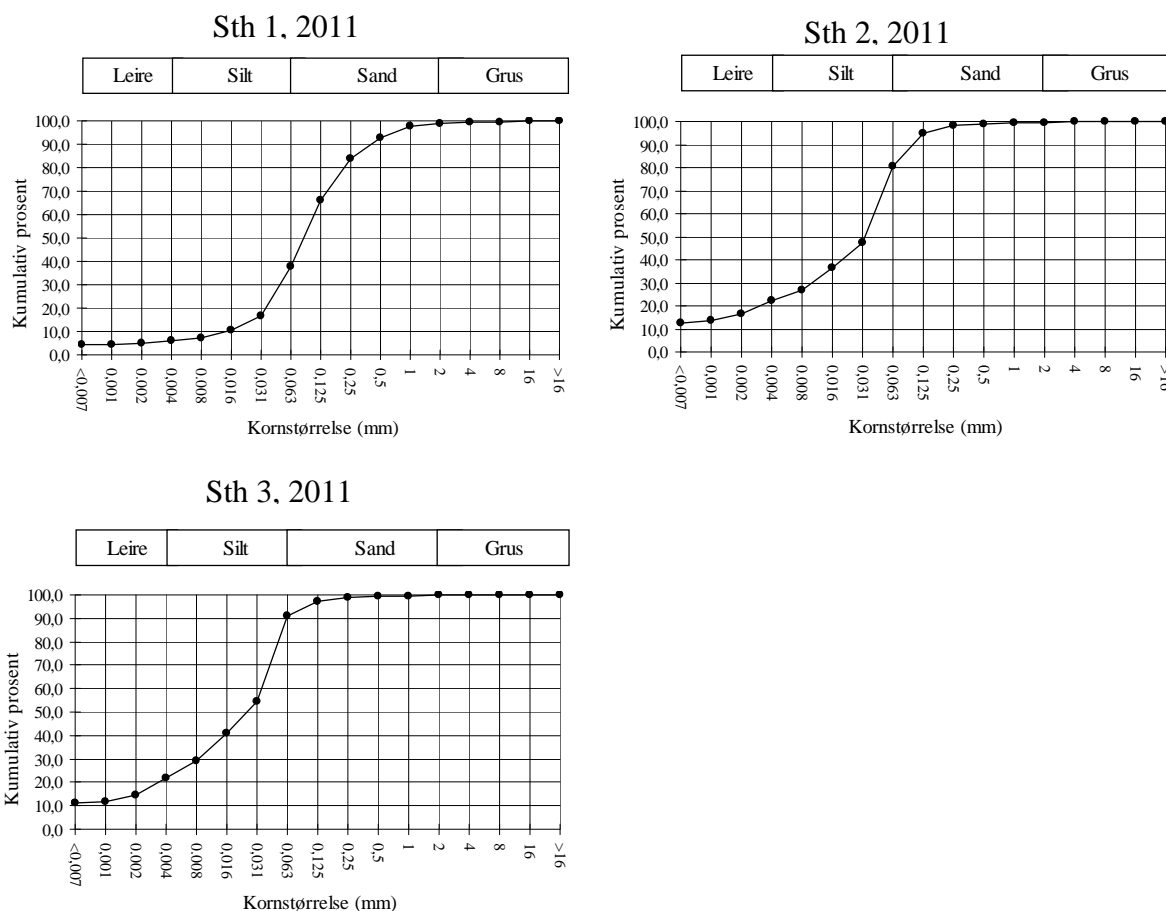 Sth 1, 2011
Leire Silt Sand Grus
100,0
90,0
80,0
70,0
60,0
50,0
40,0
30,0
20,0
10,0
0,0
Kumulativ prosent
<0,007 0,001 0.002 0.004 0.008 0,016 0,031 0,063 0,125 0,25 0,5 1 2 4 8 16 >16
Kornstørrelse (mm)
Sth 2, 2011
Leire Silt Sand Grus
100,0
90,0
80,0
70,0
60,0
50,0
40,0
30,0
20,0
10,0
0,0
Kumulativ prosent
<0,007 0,001 0.002 0,004 0,008 0,016 0,031 0,063 0,125 0,25 0,5 1 2 4 8 16 >16
Kornstørrelse (mm)
Sth 3, 2011
Leire Silt Sand Grus
100,0
90,0
80,0
70,0
60,0
50,0
40,0
30,0
20,0
10,0
0,0
Kumulativ prosent
<0,007 0,001 0.002 0,004 0,008 0,016 0,031 0,063 0,125 0,25 0,5 1 2 4 8 16 >16
Kornstørrelse (mm)